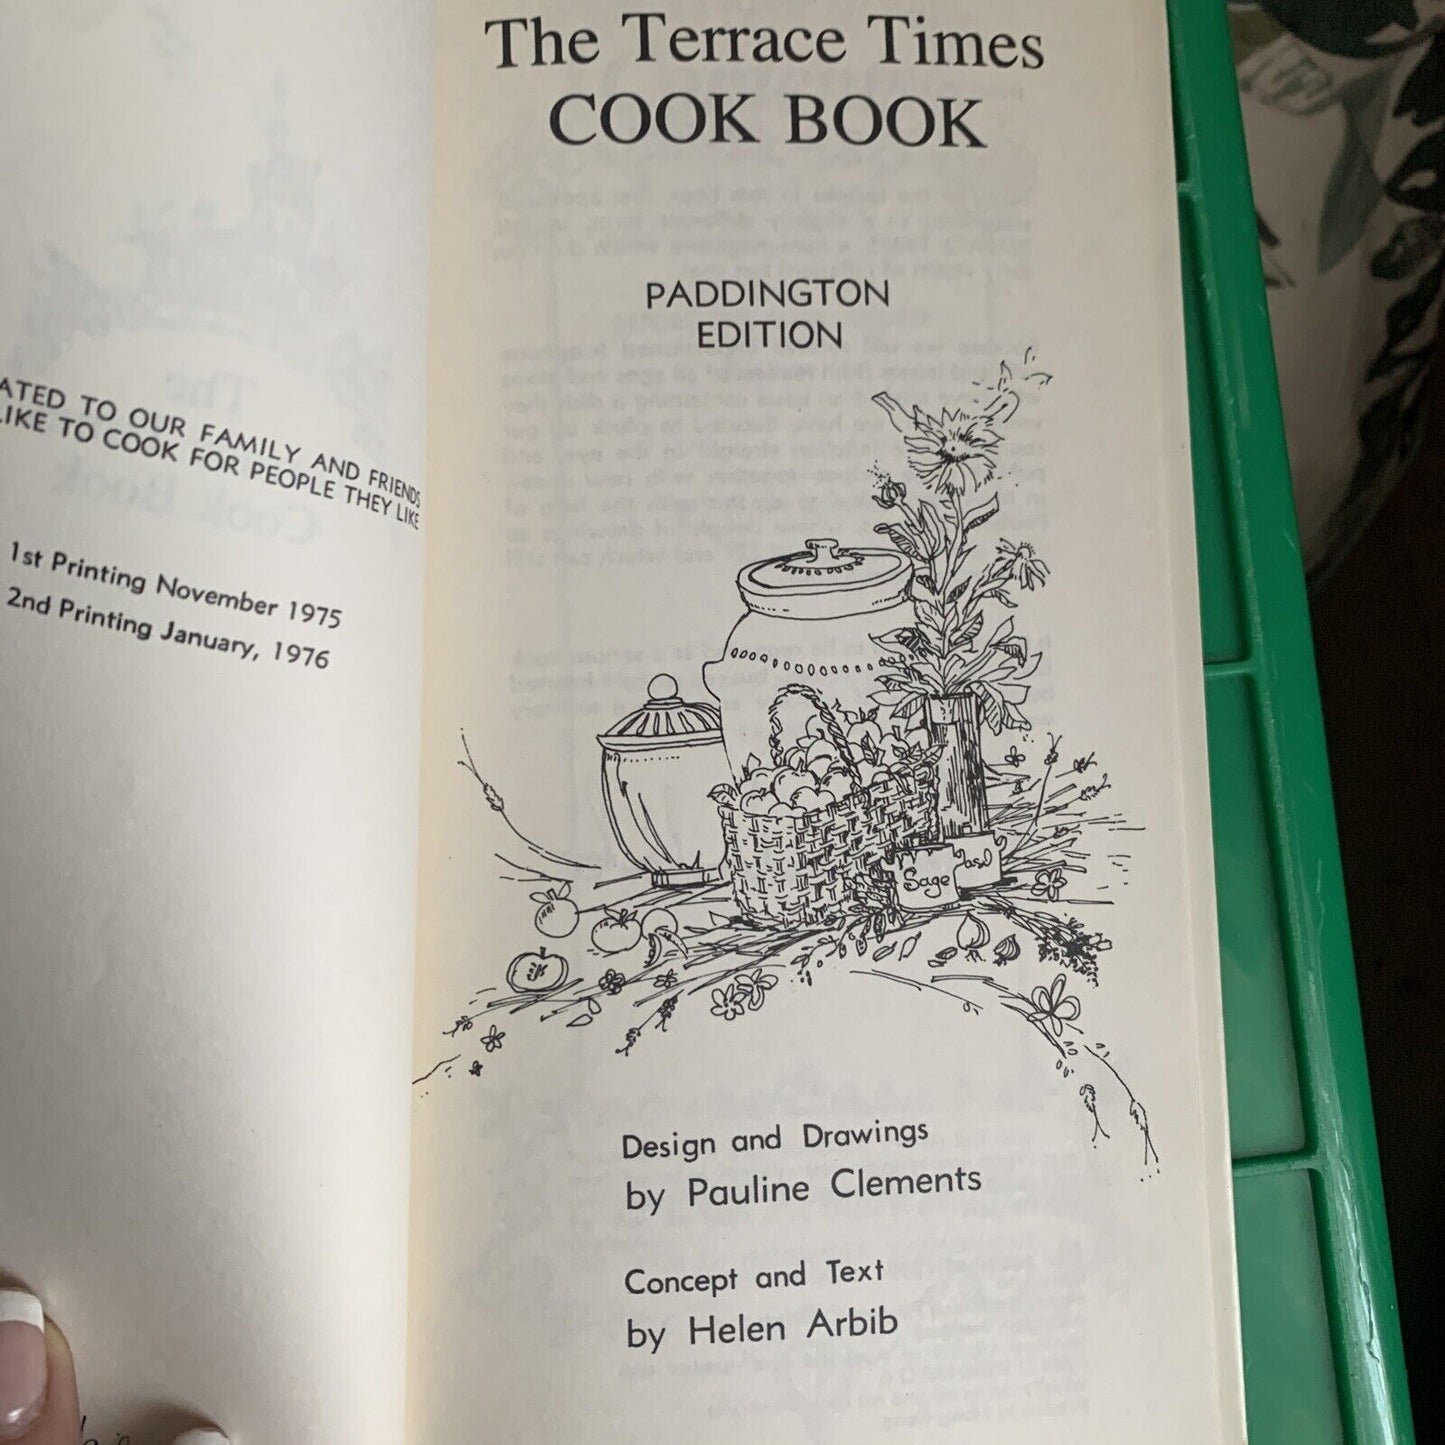 TO OUR FAMILY AND FRIENDS
LIKE TO COOK FOR PEOPLE THEY LIKE
1st Printing November 1975
2nd Printing January, 1976
The Terrace Times
COOK BOOK
PADDINGTON
EDITION
Sage
Design and Drawings
by Pauline Clements
Concept and Text
by Helen Arbib